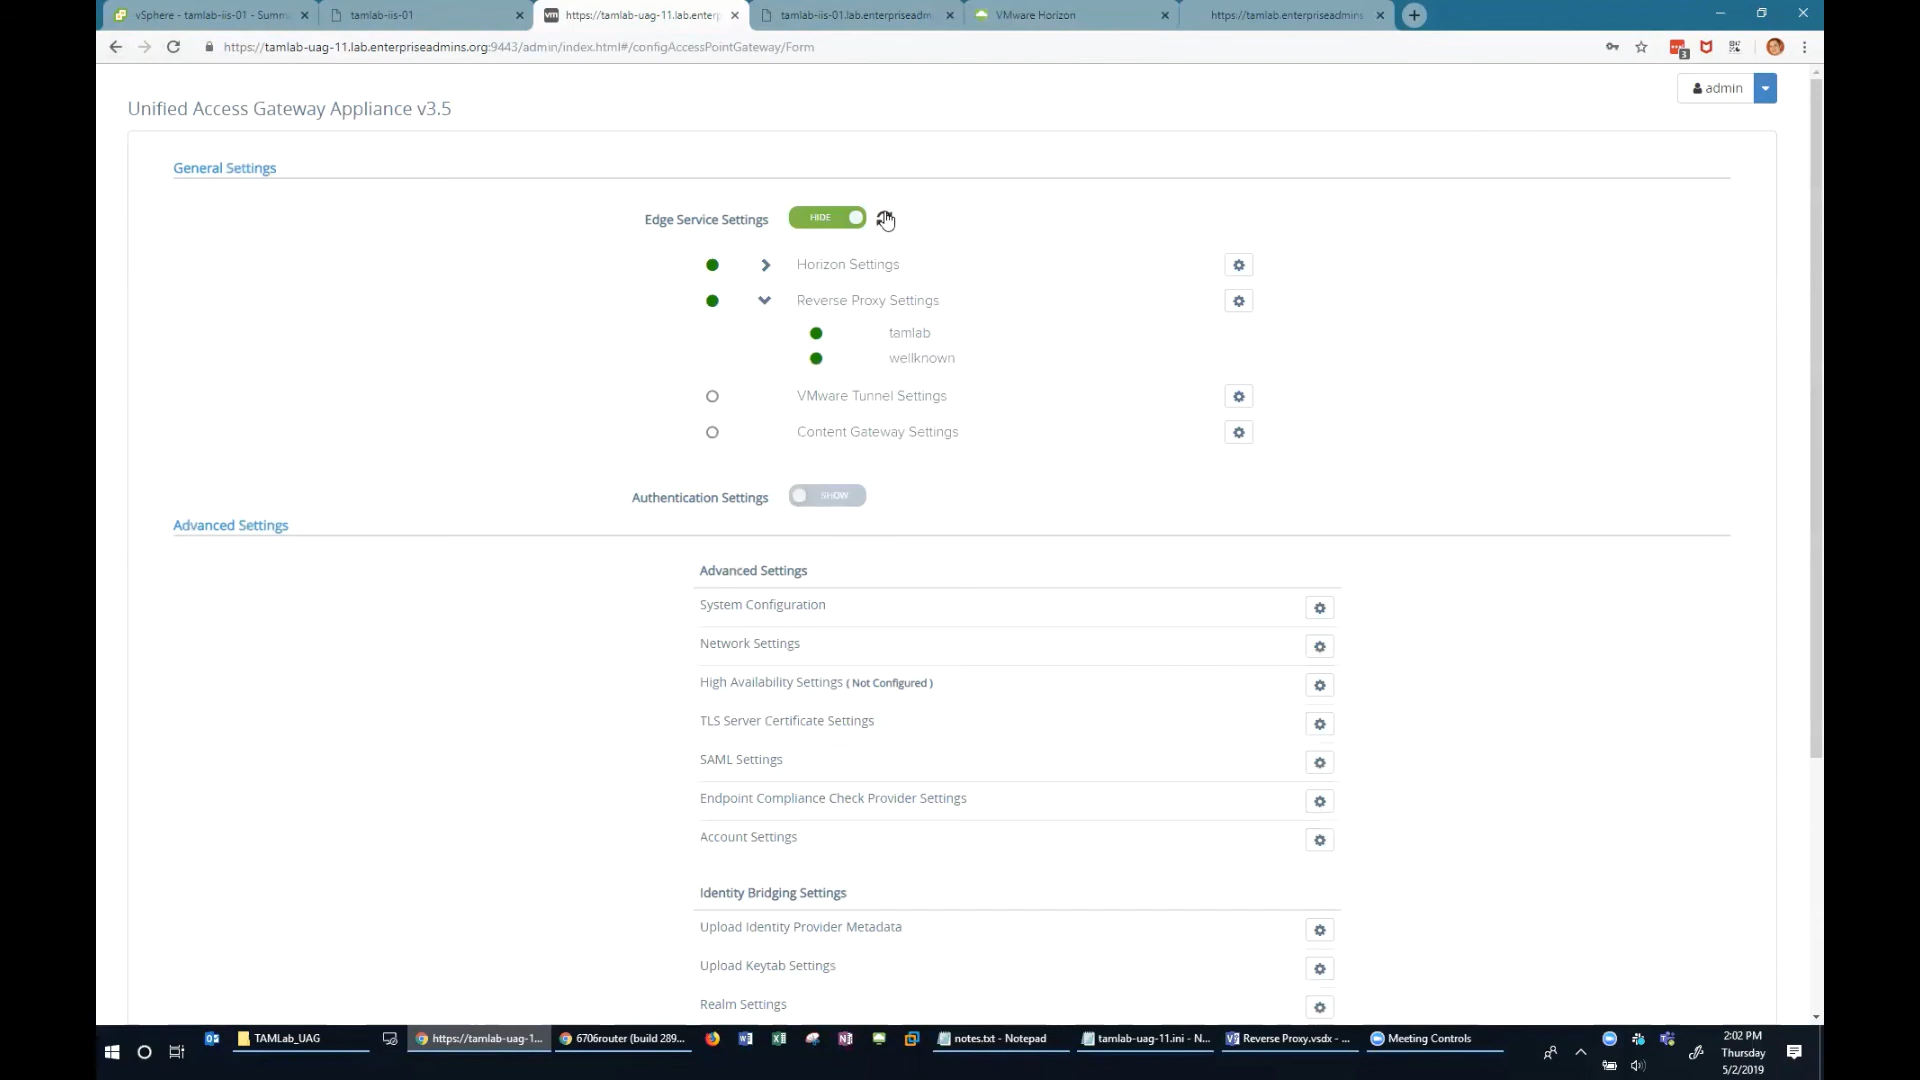 vSphere - tamlab-iis-01 - Summ
tamlab-iis-01
https://tamlab-uag-11.lab.enterpr
tamlab-iis-01.lab.enterpriseadm
VMware Horizon
https://tamlab.enterpriseadmins
https://tamlab-uag-11.lab.enterpriseadmins.org:9443/admin/index.html#/configAccessPointGateway/Form
3
admin
Unified Access Gateway Appliance v3.5
General Settings
Edge Service Settings
HIDE
Horizon Settings
Reverse Proxy Settings
tamlab
wellknown
VMware Tunnel Settings
Content Gateway Settings
Authentication Settings
SHOW
Advanced Settings
Advanced Settings
System Configuration
Network Settings
High Availability Settings ( Not Configured )
TLS Server Certificate Settings
SAML Settings
Endpoint Compliance Check Provider Settings
Account Settings
Identity Bridging Settings
Upload Identity Provider Metadata
Upload Keytab Settings
Realm Settings
TAMLab_UAG
https://tamlab-uag-1...
6706router (build 289...
notes.txt - Notepad
tamlab-uag-11.ini - N...
Reverse Proxy.vsdx - ...
Meeting Controls
2:02 PM
Thursday
5/2/2019